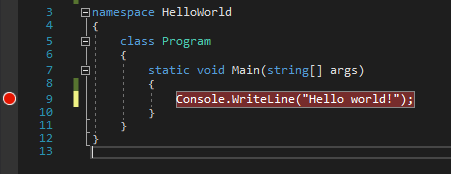 3 namespace HelloWorld
4 {
5 class Program
6 {
7 static void Main(string[] args)
8 {
9 Console.WriteLine("Hello world!");
10 }
11 }
12 }
13